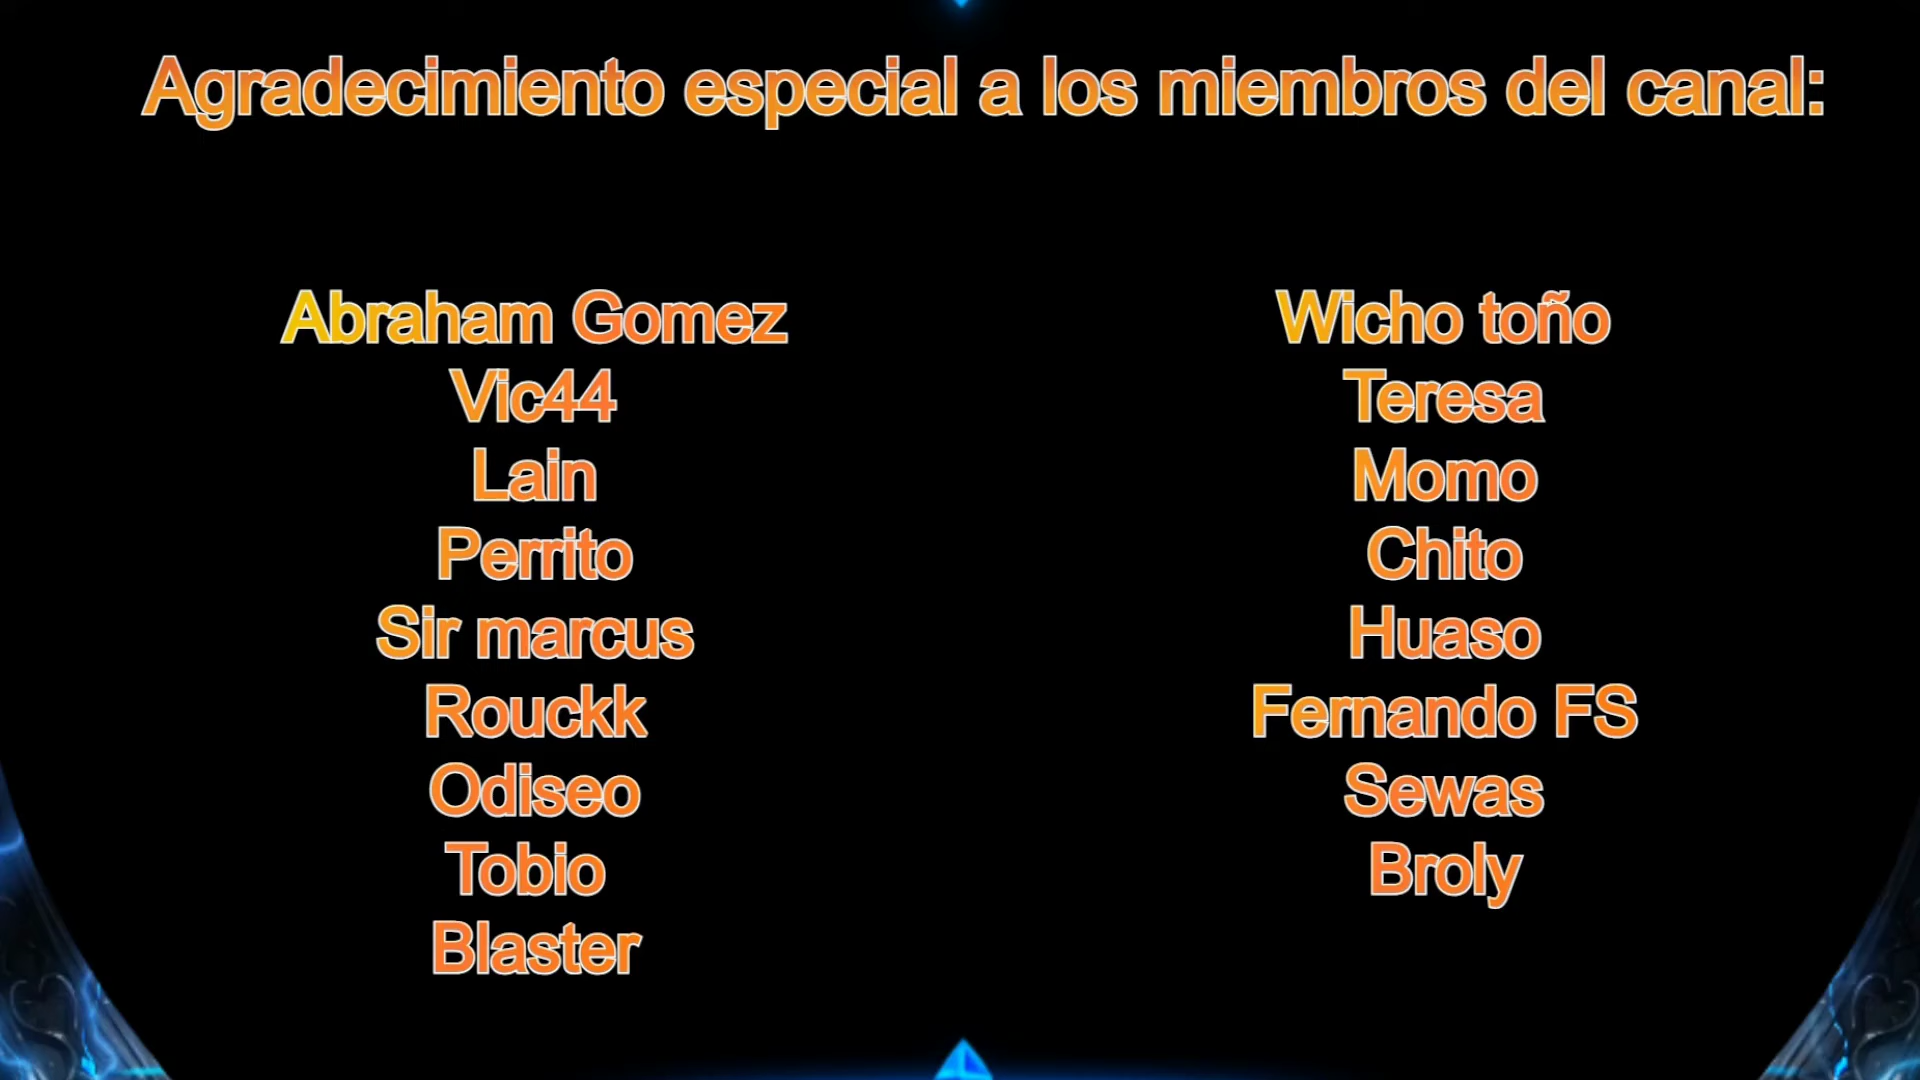 Agradecimiento especial a los miembros del canal:
Abraham Gomez
Vic44
Lain
Perrito
Sir marcus
Rouckk
Odiseo
Tobio
Blaster
Wicho toño
Teresa
Momo
Chito
Huaso
Fernando FS
Sewas
Broly